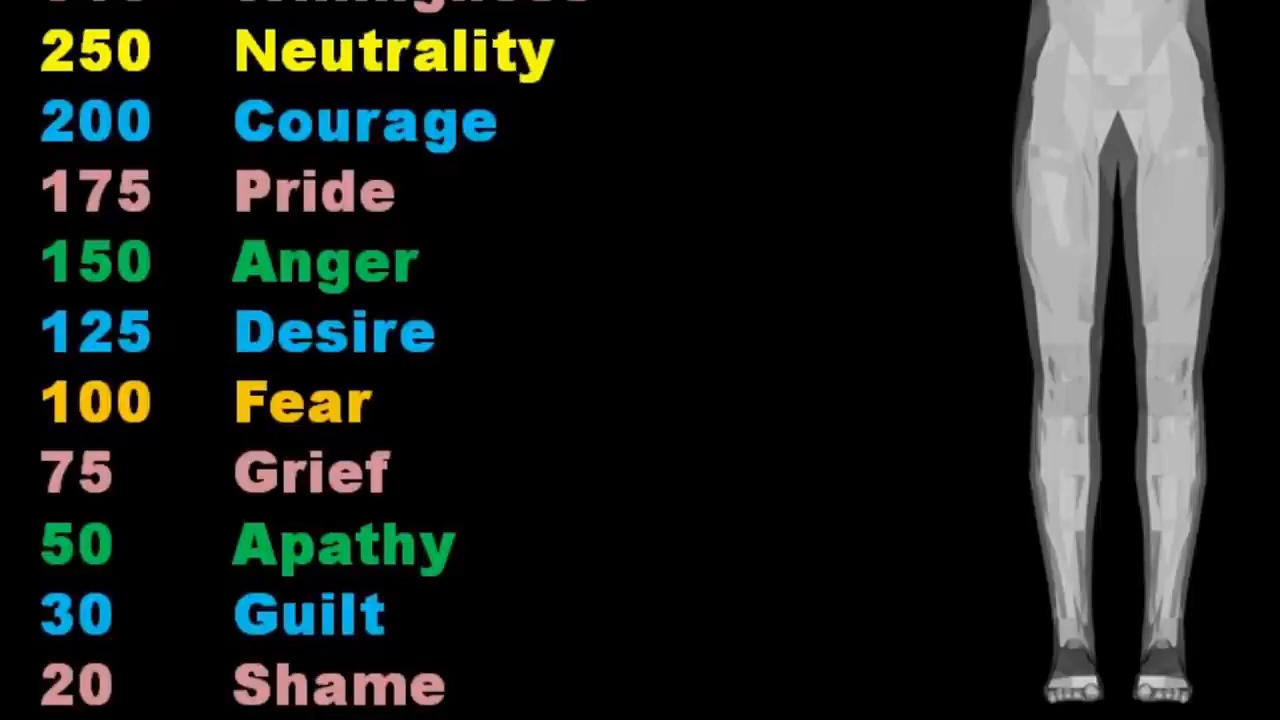 250 Neutrality
200 Courage
175 Pride
150 Anger
125 Desire
100 Fear
75 Grief
50 Apathy
30 Guilt
20 Shame